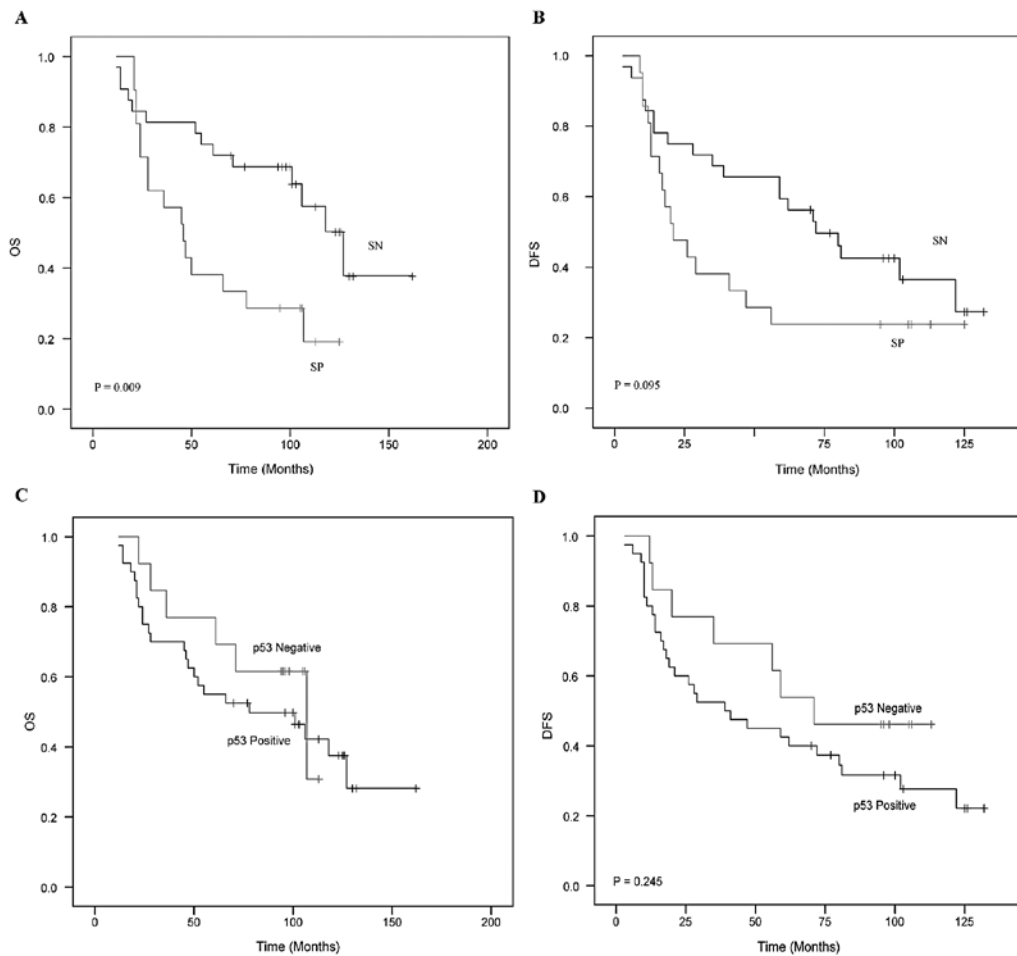 A
1.0
0.8
0.6
0.4
0.2
0.0
OS
SN
SP
P = 0.009
0 50 100 150 200
Time (Months)
B
1.0
0.8
0.6
0.4
0.2
0.0
DFS
SN
SP
P = 0.095
0 25 50 75 100 125
Time (Months)
C
1.0
0.8
0.6
0.4
0.2
0.0
OS
p53 Negative
p53 Positive
0 50 100 150 200
Time (Months)
D
1.0
0.8
0.6
0.4
0.2
0.0
DFS
p53 Negative
p53 Positive
P = 0.245
0 25 50 75 100 125
Time (Months)